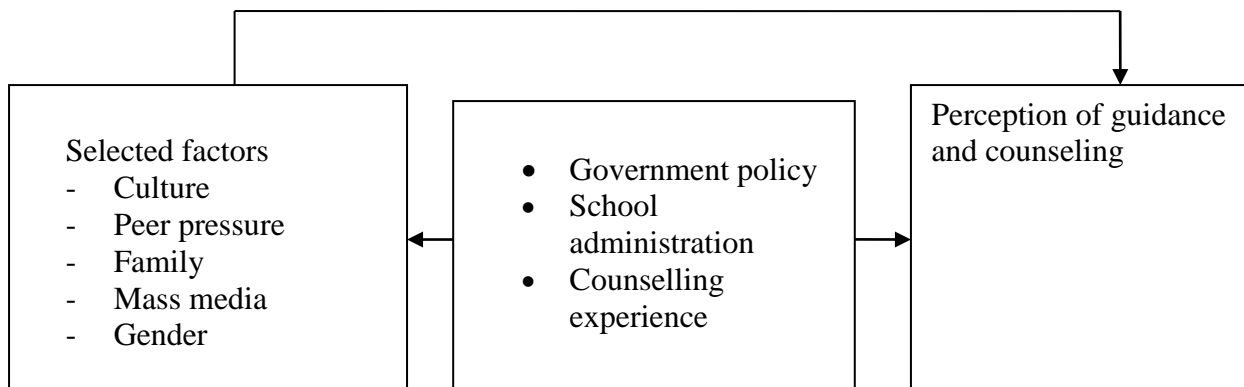 Selected factors
- Culture
- Peer pressure
- Family
- Mass media
- Gender
• Government policy
• School
administration
• Counselling
experience
Perception of guidance
and counseling